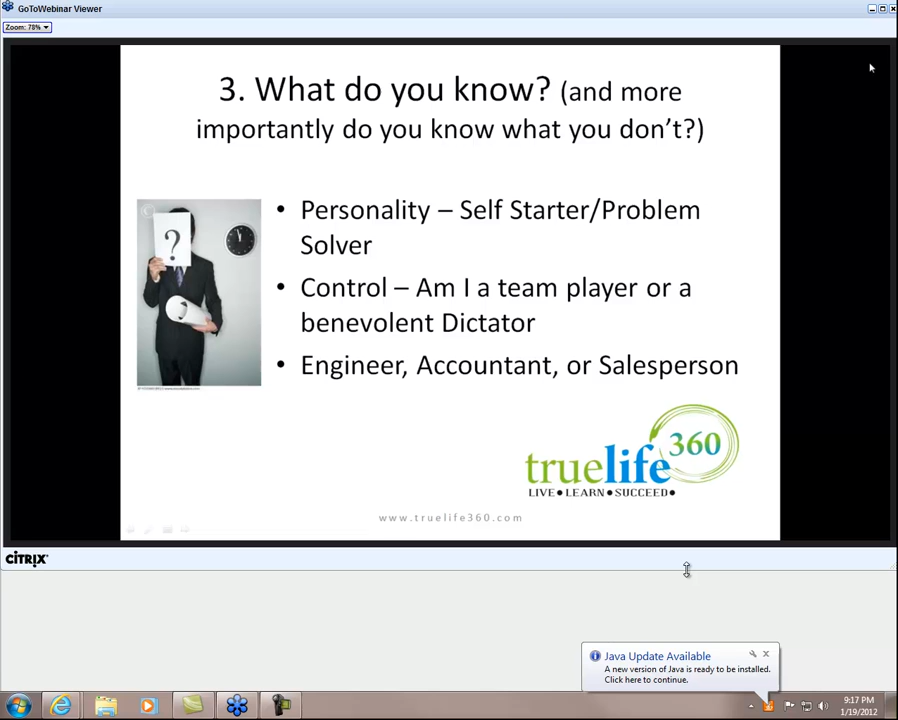 GoToWebinar Viewer
Zoom: 78%
3. What do you know? (and more
importantly do you know what you don't?)
?
• Personality – Self Starter/Problem
Solver
• Control – Am I a team player or a
benevolent Dictator
• Engineer, Accountant, or Salesperson
truelife 360
LIVE • LEARN • SUCCEED •
www.truelife360.com
CITRIX
Java Update Available
A new version of Java is ready to be installed.
Click here to continue.
9:17 PM
1/19/2012